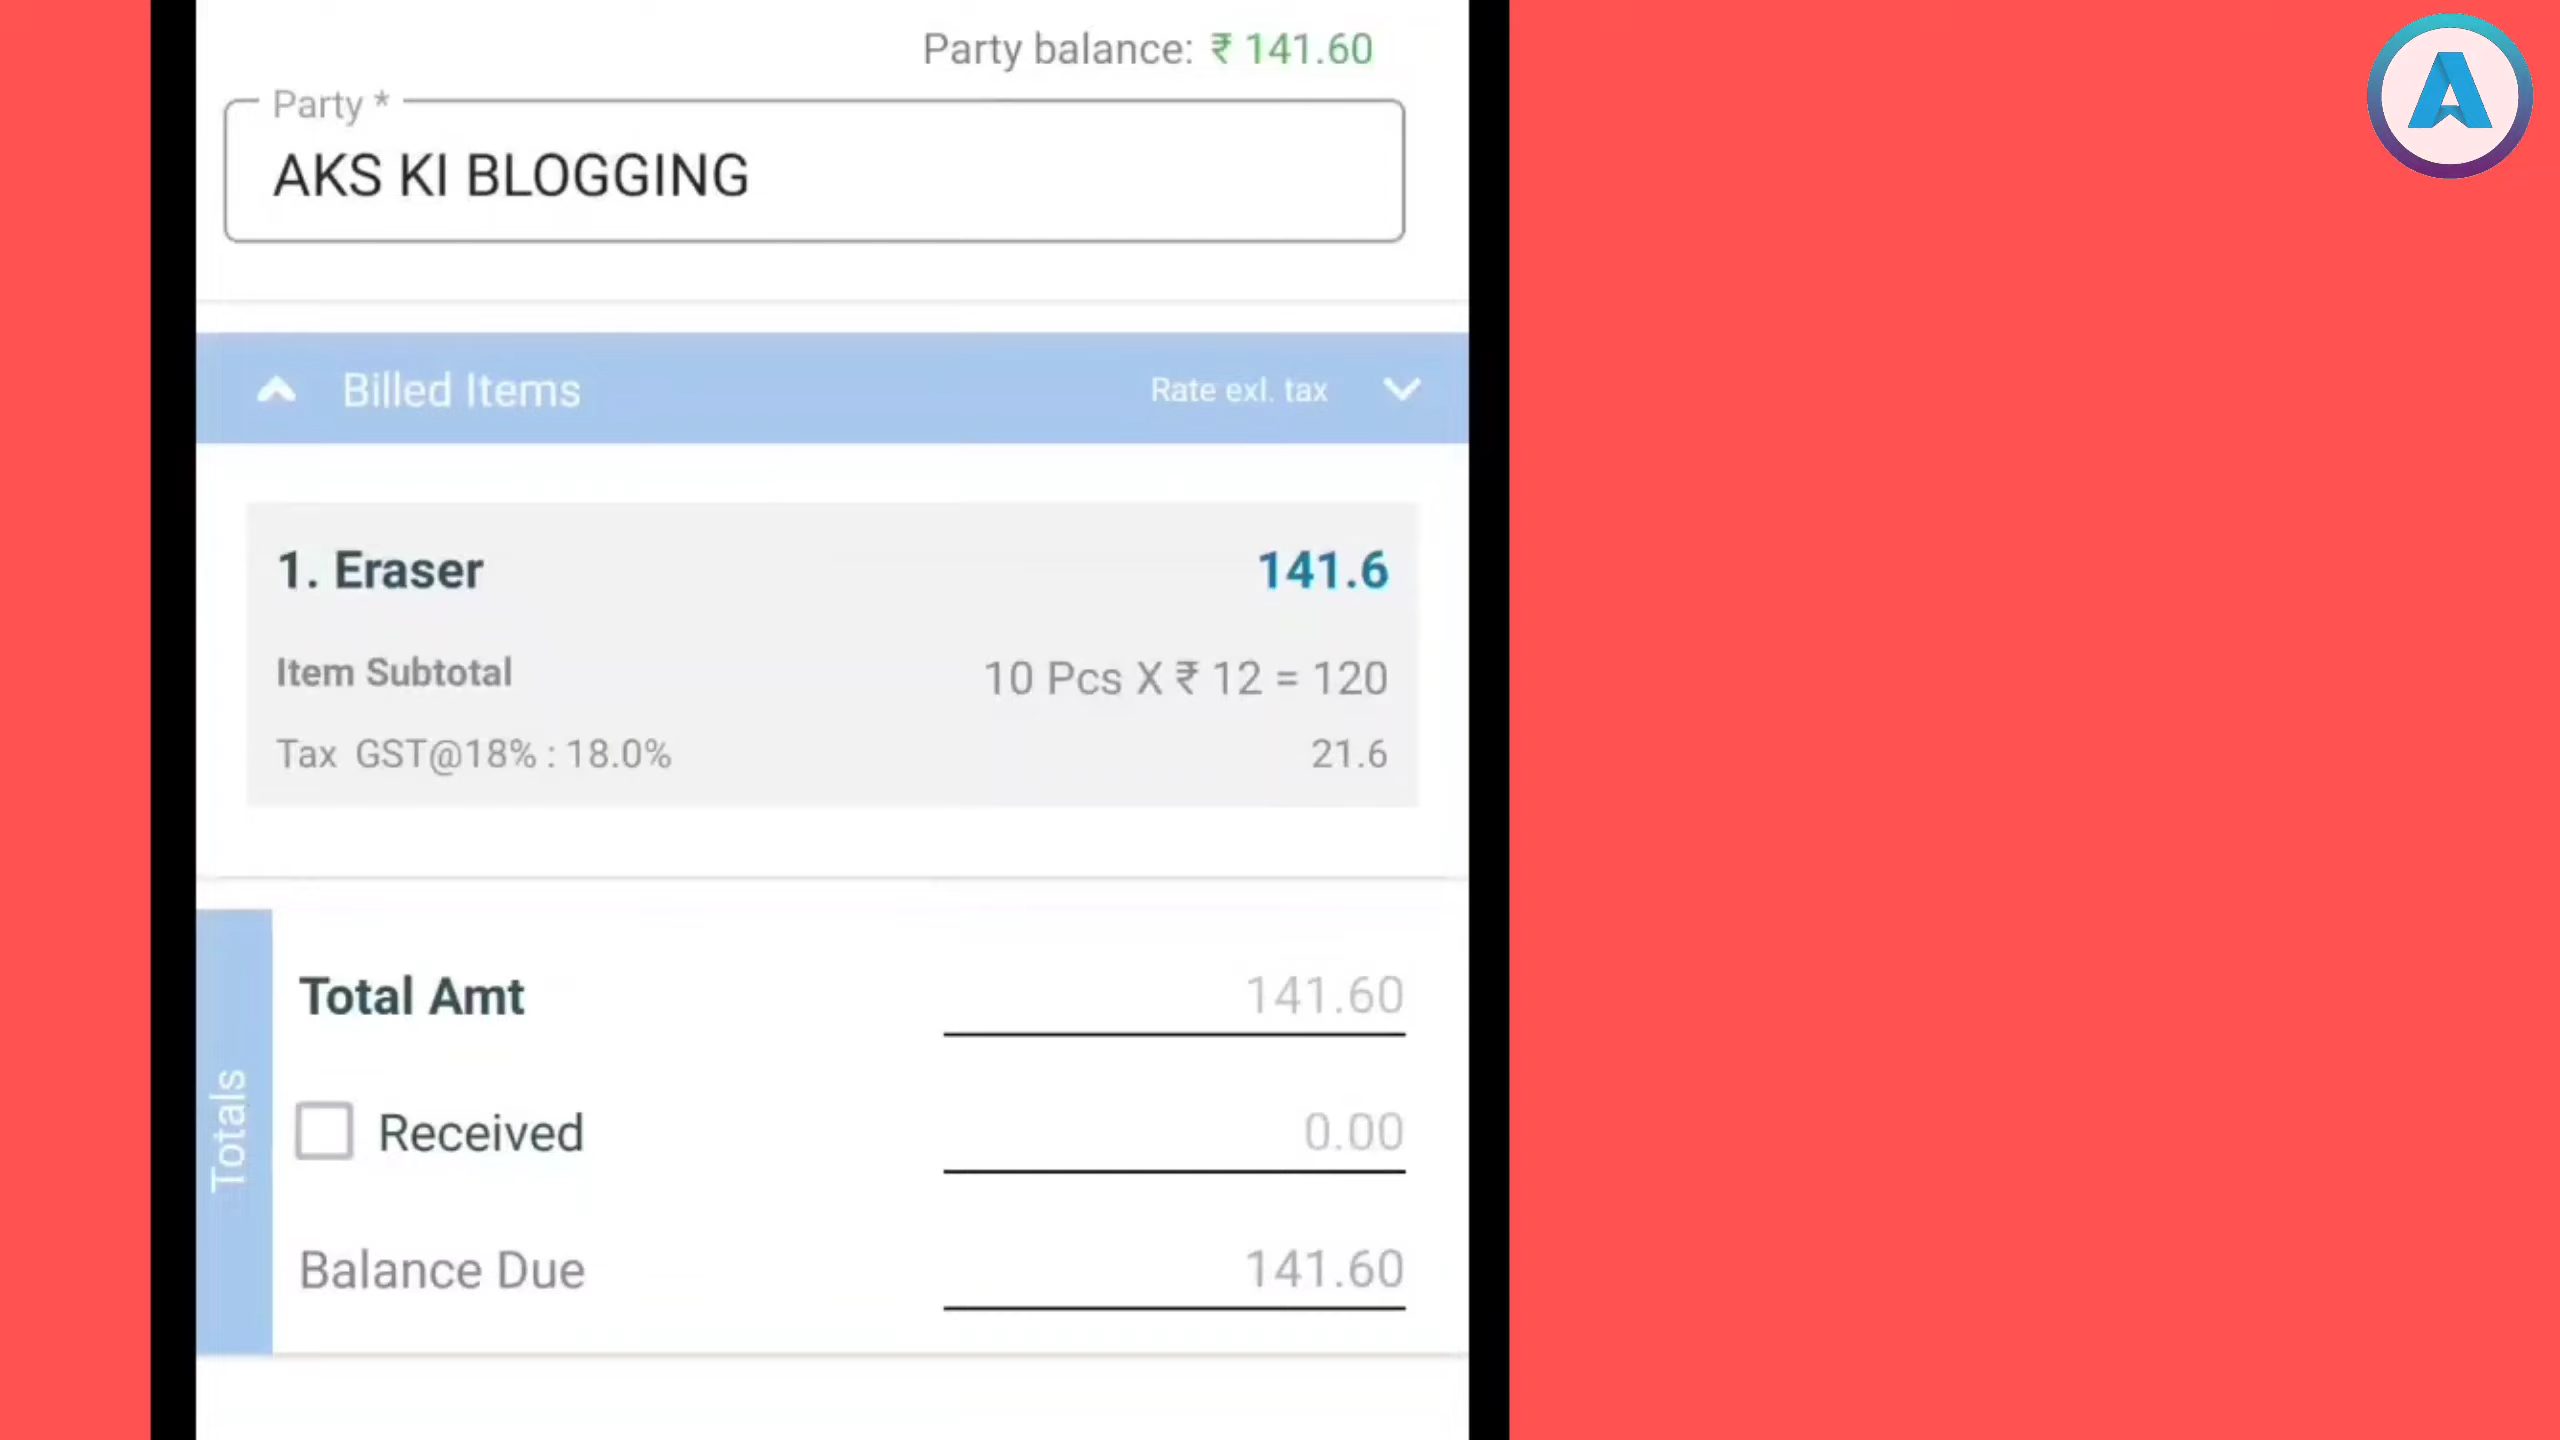 Party balance: ₹ 141.60
Party *
AKS KI BLOGGING
Billed Items Rate exl. tax
1. Eraser 141.6
Item Subtotal 10 Pcs X ₹ 12 = 120
Tax GST@18% : 18.0% 21.6
Totals
Total Amt 141.60
Received 0.00
Balance Due 141.60